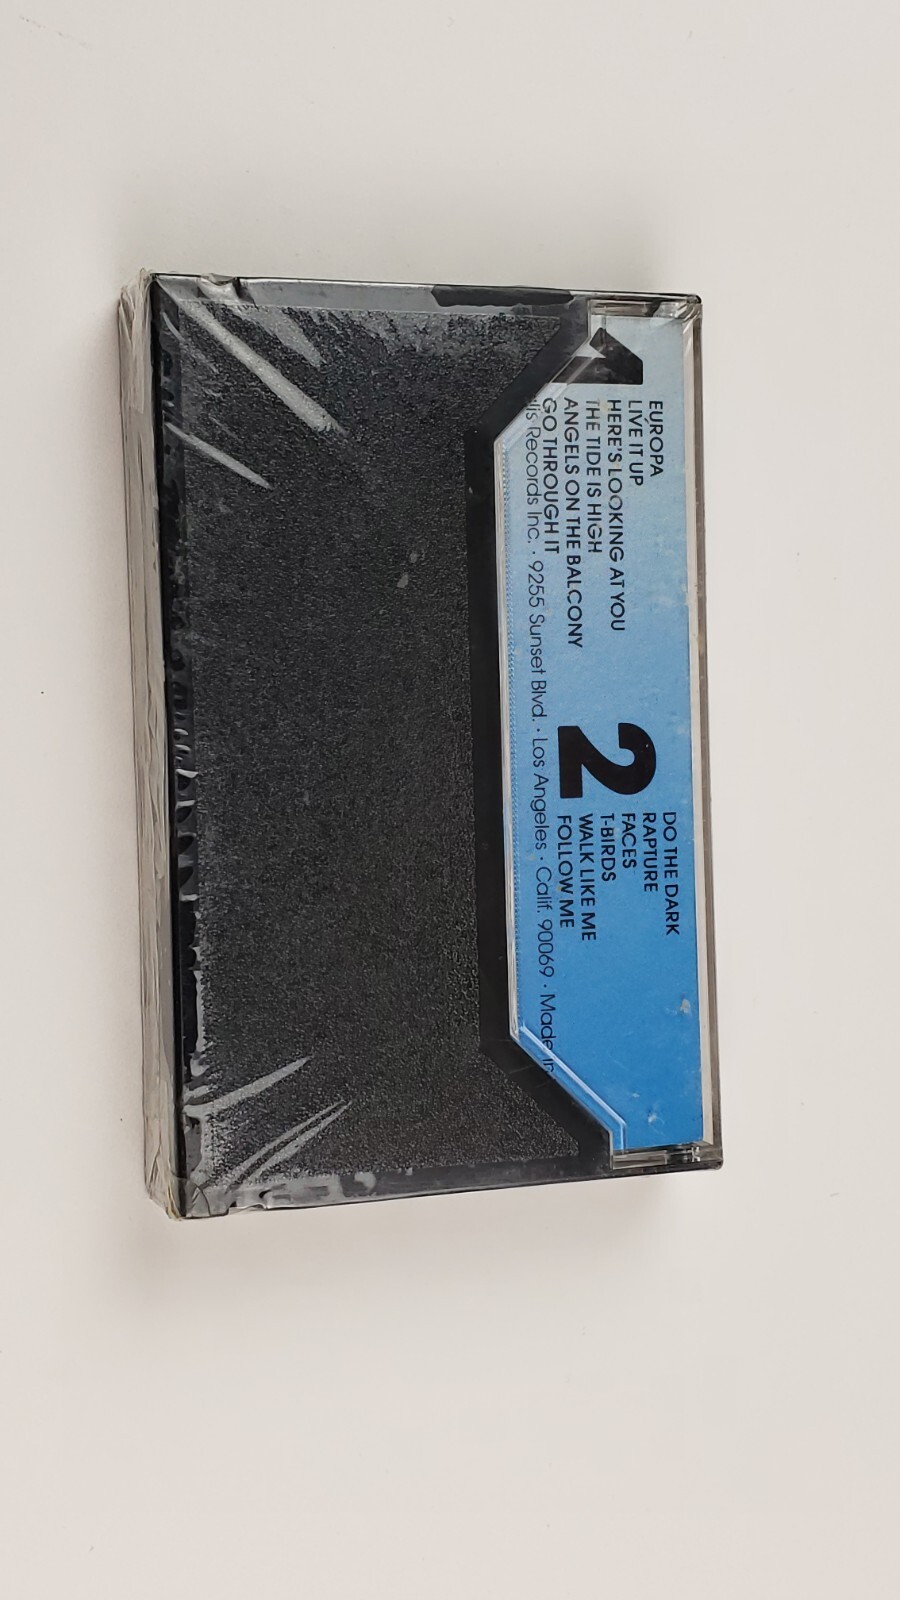 1
EUROPA
LIVE IT UP
HERE'S LOOKING AT YOU
THE TIDE IS HIGH
ANGELS ON THE BALCONY
GO THROUGH IT
2
DO THE DARK
RAPTURE
FACES
T-BIRDS
WALK LIKE ME
FOLLOW ME
Records Inc. · 9255 Sunset Blvd. · Los Angeles · Calif. 90069 · Made In